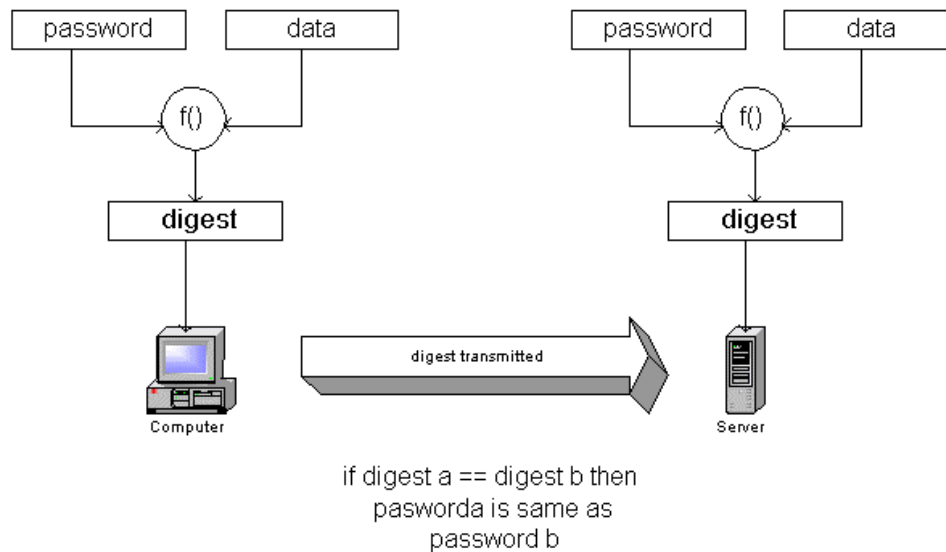 password
data
password
data
f()
f()
digest
digest
digest transmitted
Computer
Server
if digest a == digest b then
pasworda is same as
password b